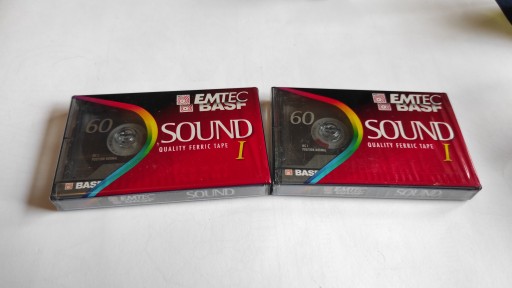 EMTEC
BASF
60
SOUND
QUALITY FERRIC TAPE
I
BASF
SOUND
EMTEC
BASF
60
SOUND
QUALITY FERRIC TAPE
I
BASF
SOUND